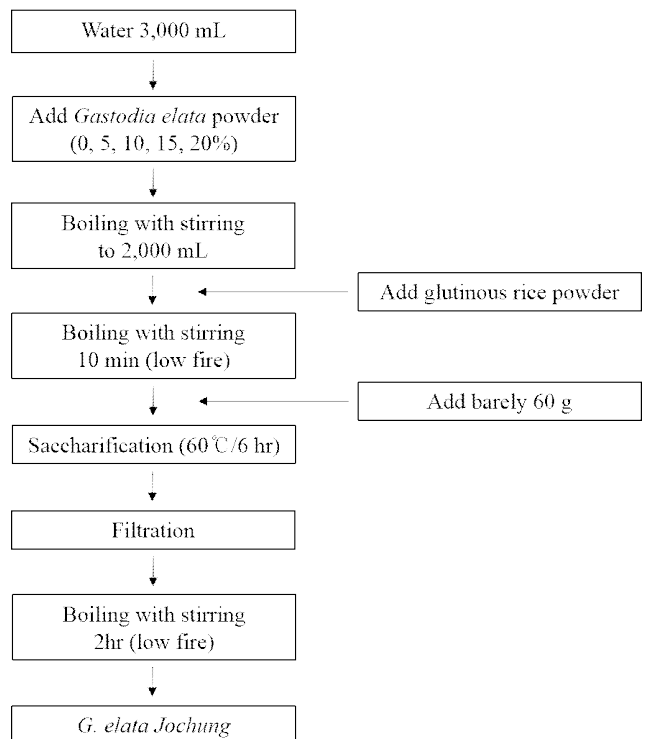 Water 3,000 mL
Add Gastodia elata powder
(0, 5, 10, 15, 20%)
Boiling with stirring
to 2,000 mL
Add glutinous rice powder
Boiling with stirring
10 min (low fire)
Add barely 60 g
Saccharification (60℃/6 hr)
Filtration
Boiling with stirring
2hr (low fire)
G. elata Jochung